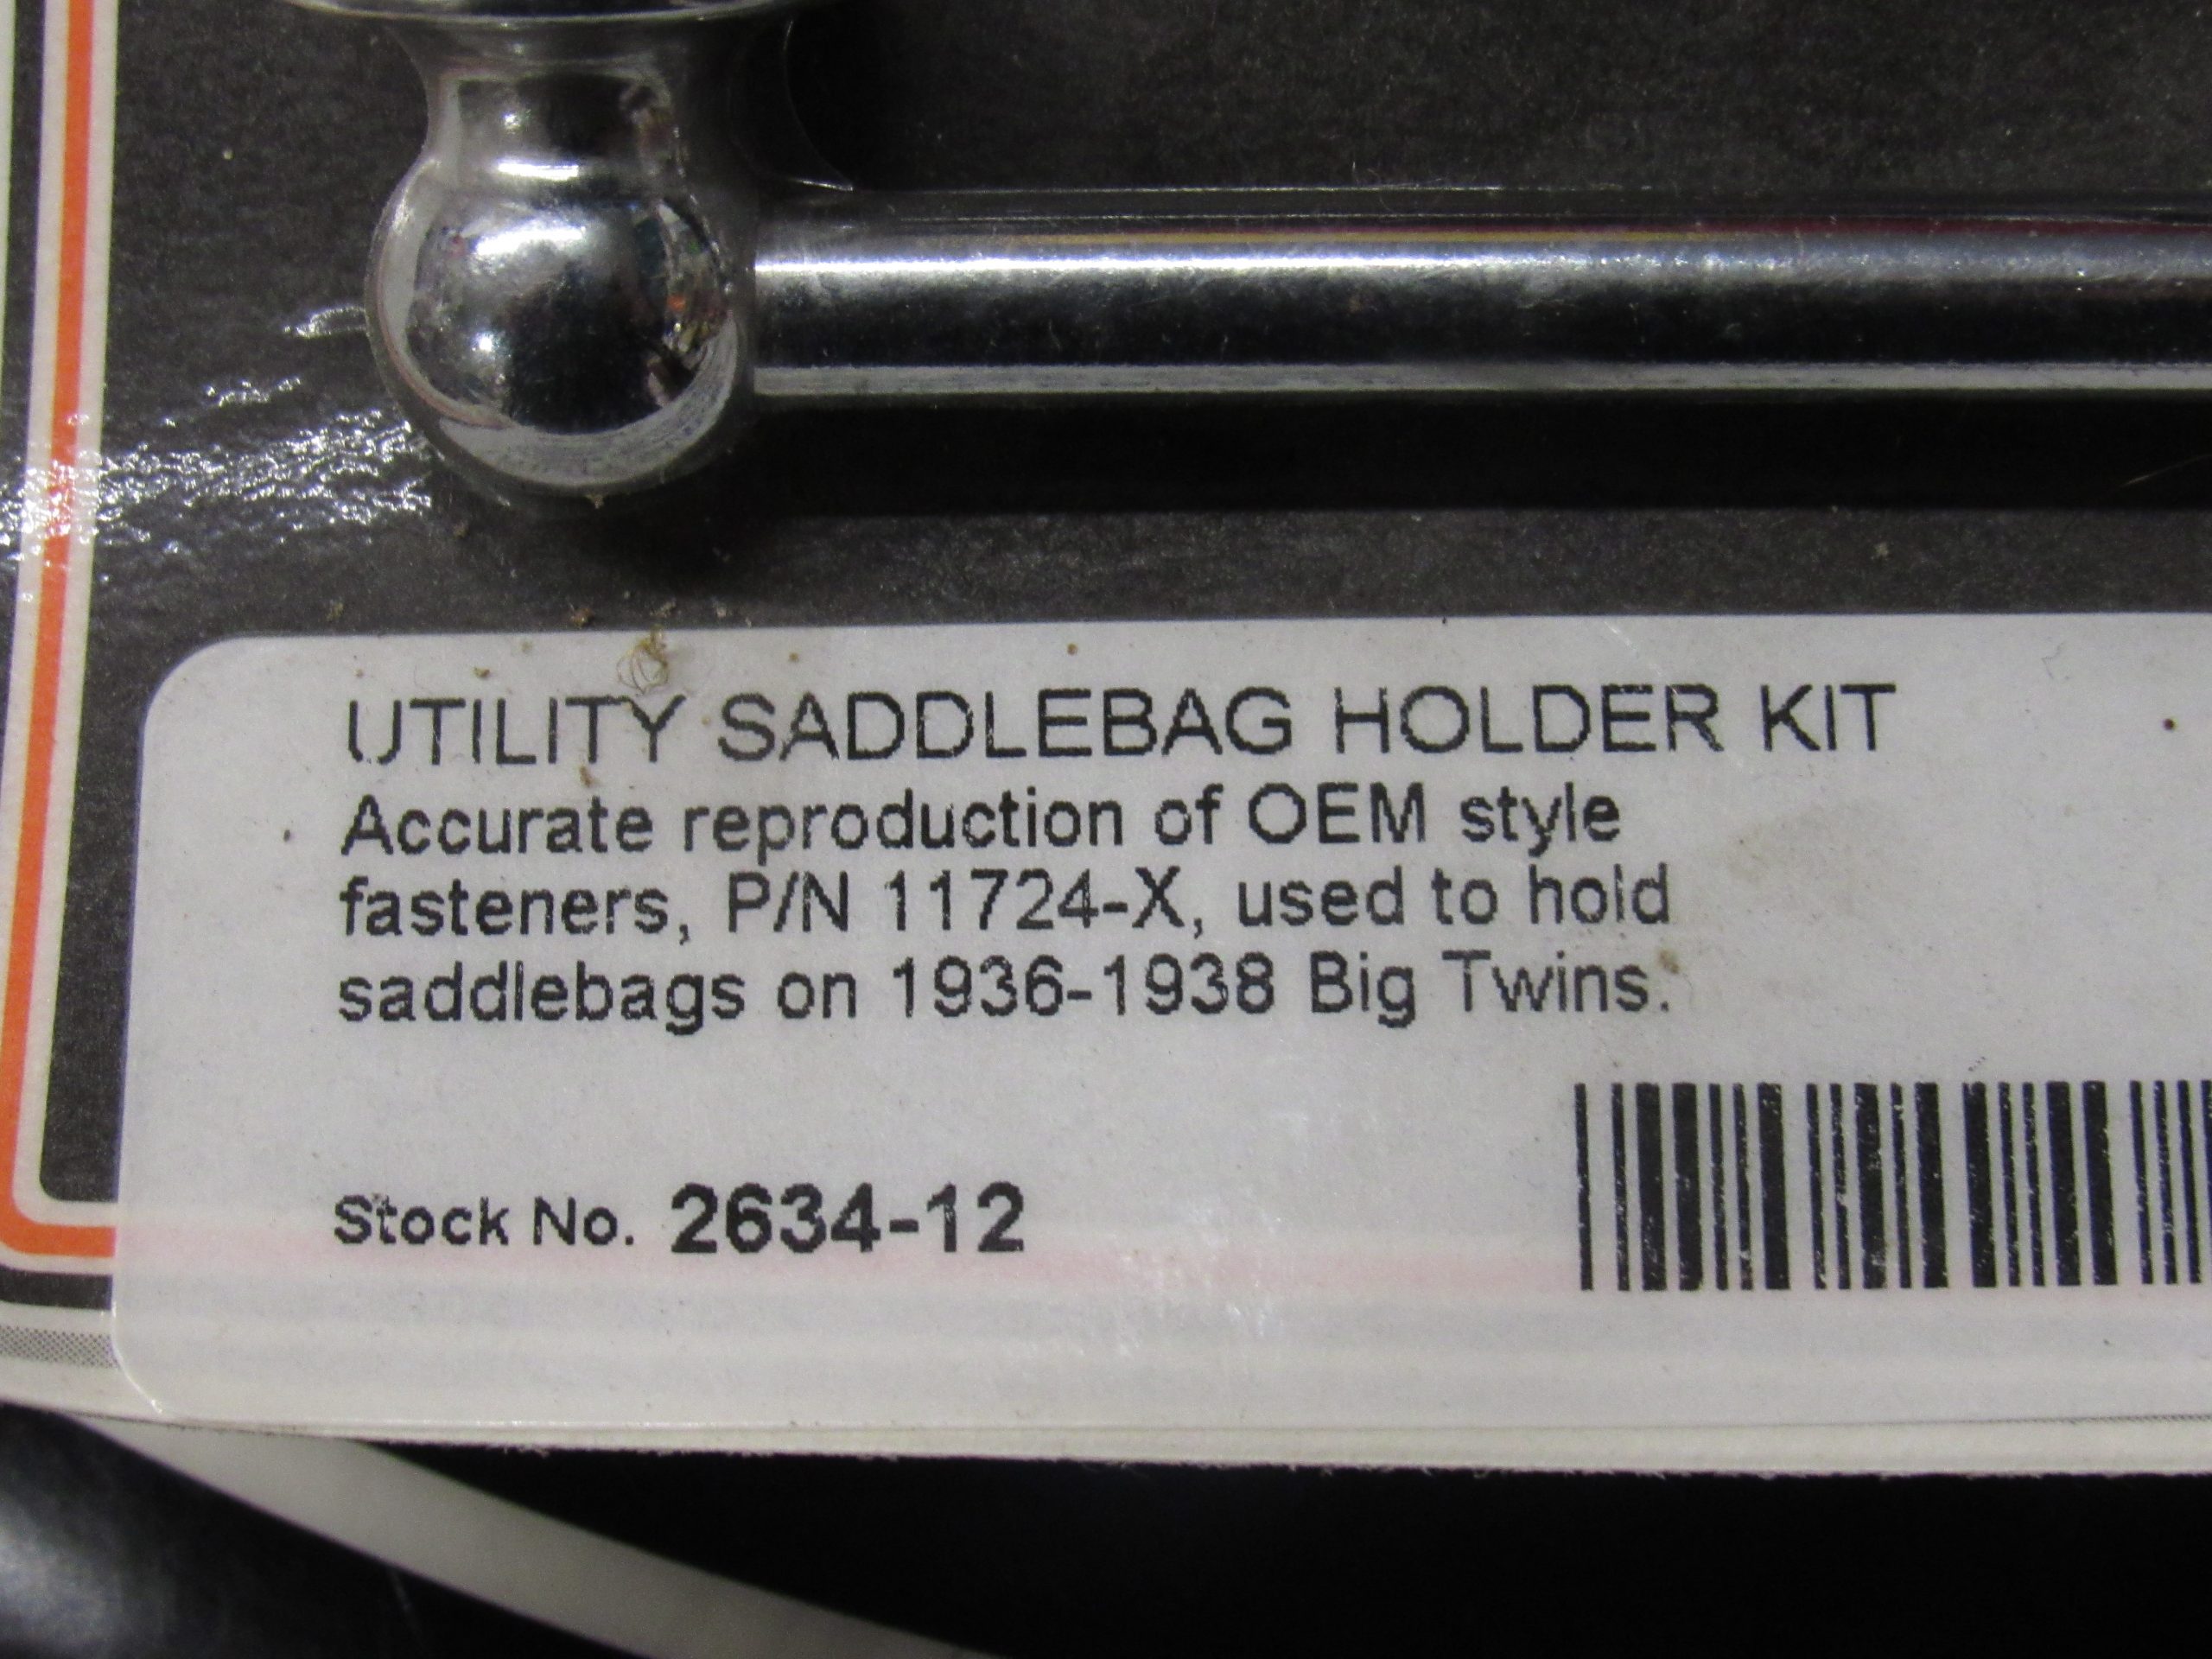 UTILITY SADDLEBAG HOLDER KIT
Accurate reproduction of OEM style
fasteners, P/N 11724-X, used to hold
saddlebags on 1936-1938 Big Twins.
Stock No. 2634-12